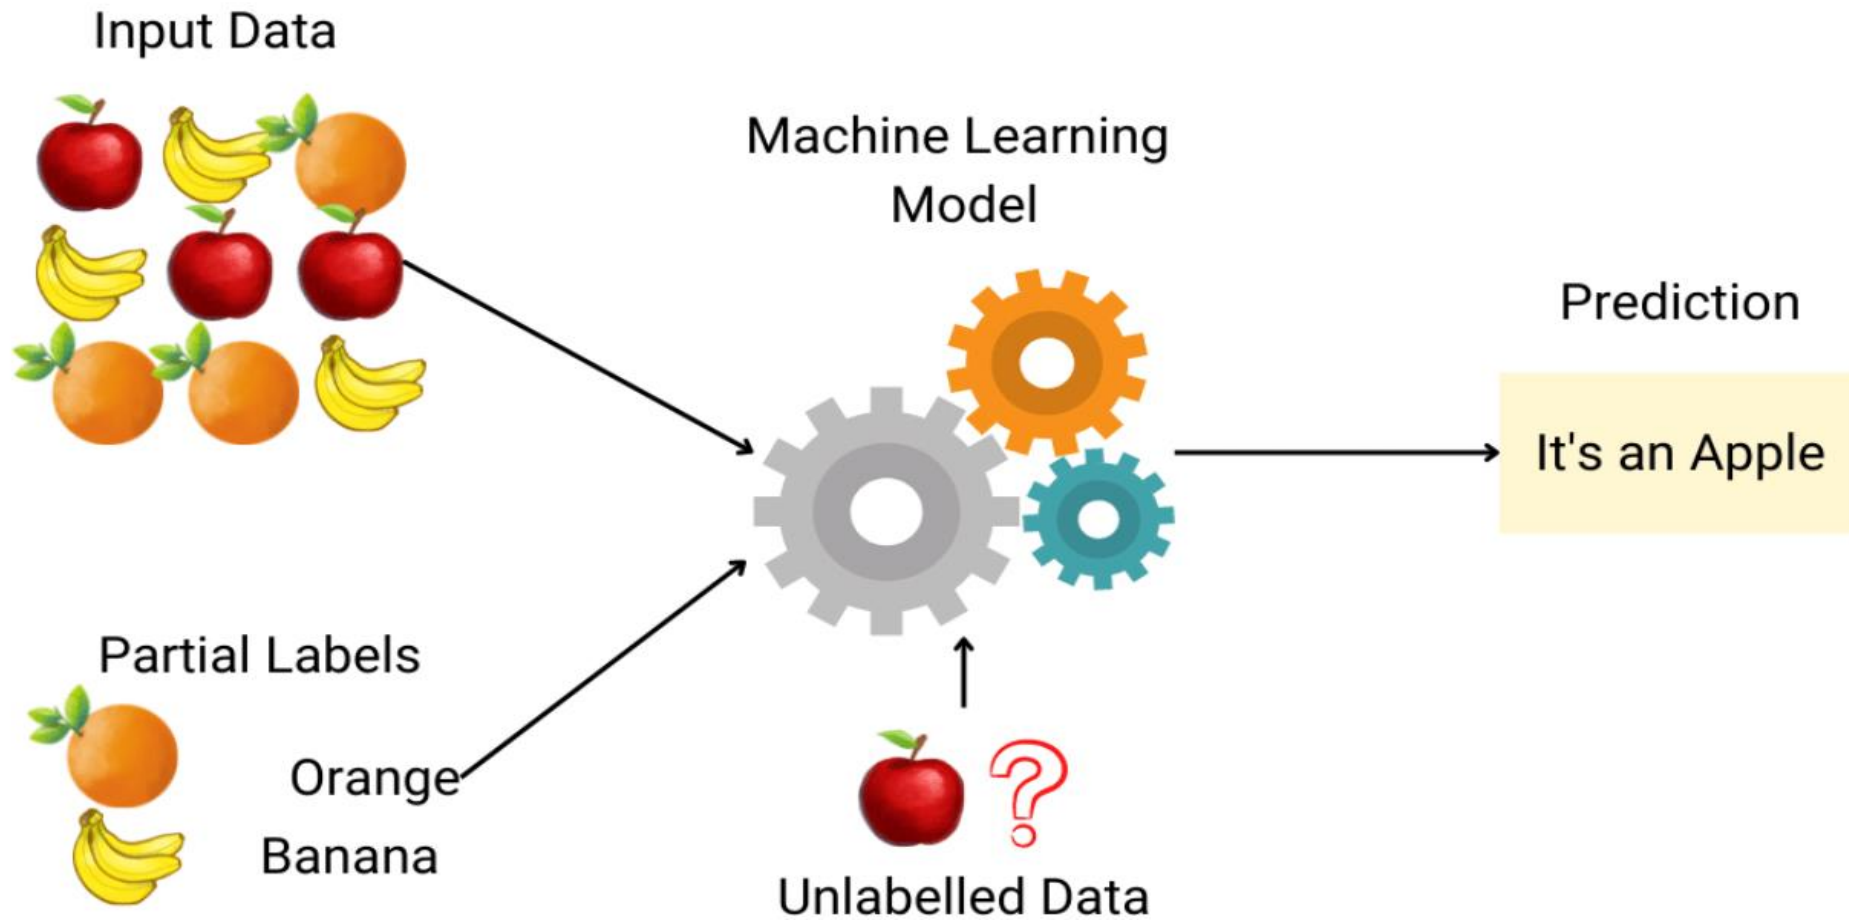 Input Data
Machine Learning
Model
Prediction
It's an Apple
Partial Labels
Orange
Banana
Unlabelled Data